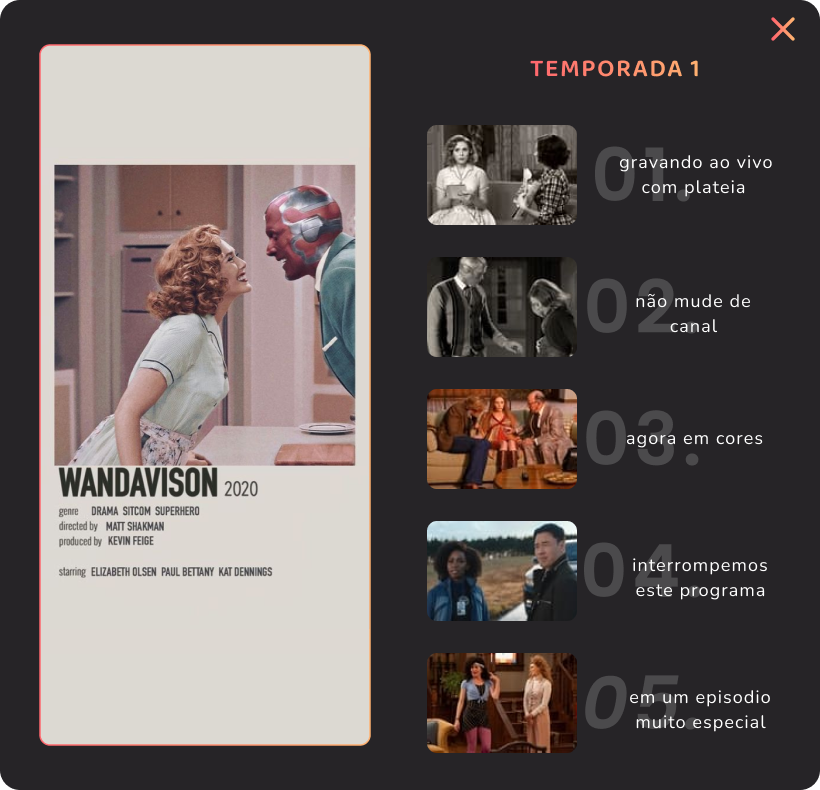 WANDAVISON 2020
genre DRAMA SITCOM SUPERHERO
directed by MATT SHAKMAN
produced by KEVIN FEIGE
starring ELIZABETH OLSEN PAUL BETTANY KAT DENNINGS
TEMPORADA 1
01.
gravando ao vivo
com plateia
02.
não mude de
canal
03.
agora em cores
04.
interrompemos
este programa
05.
em um episodio
muito especial